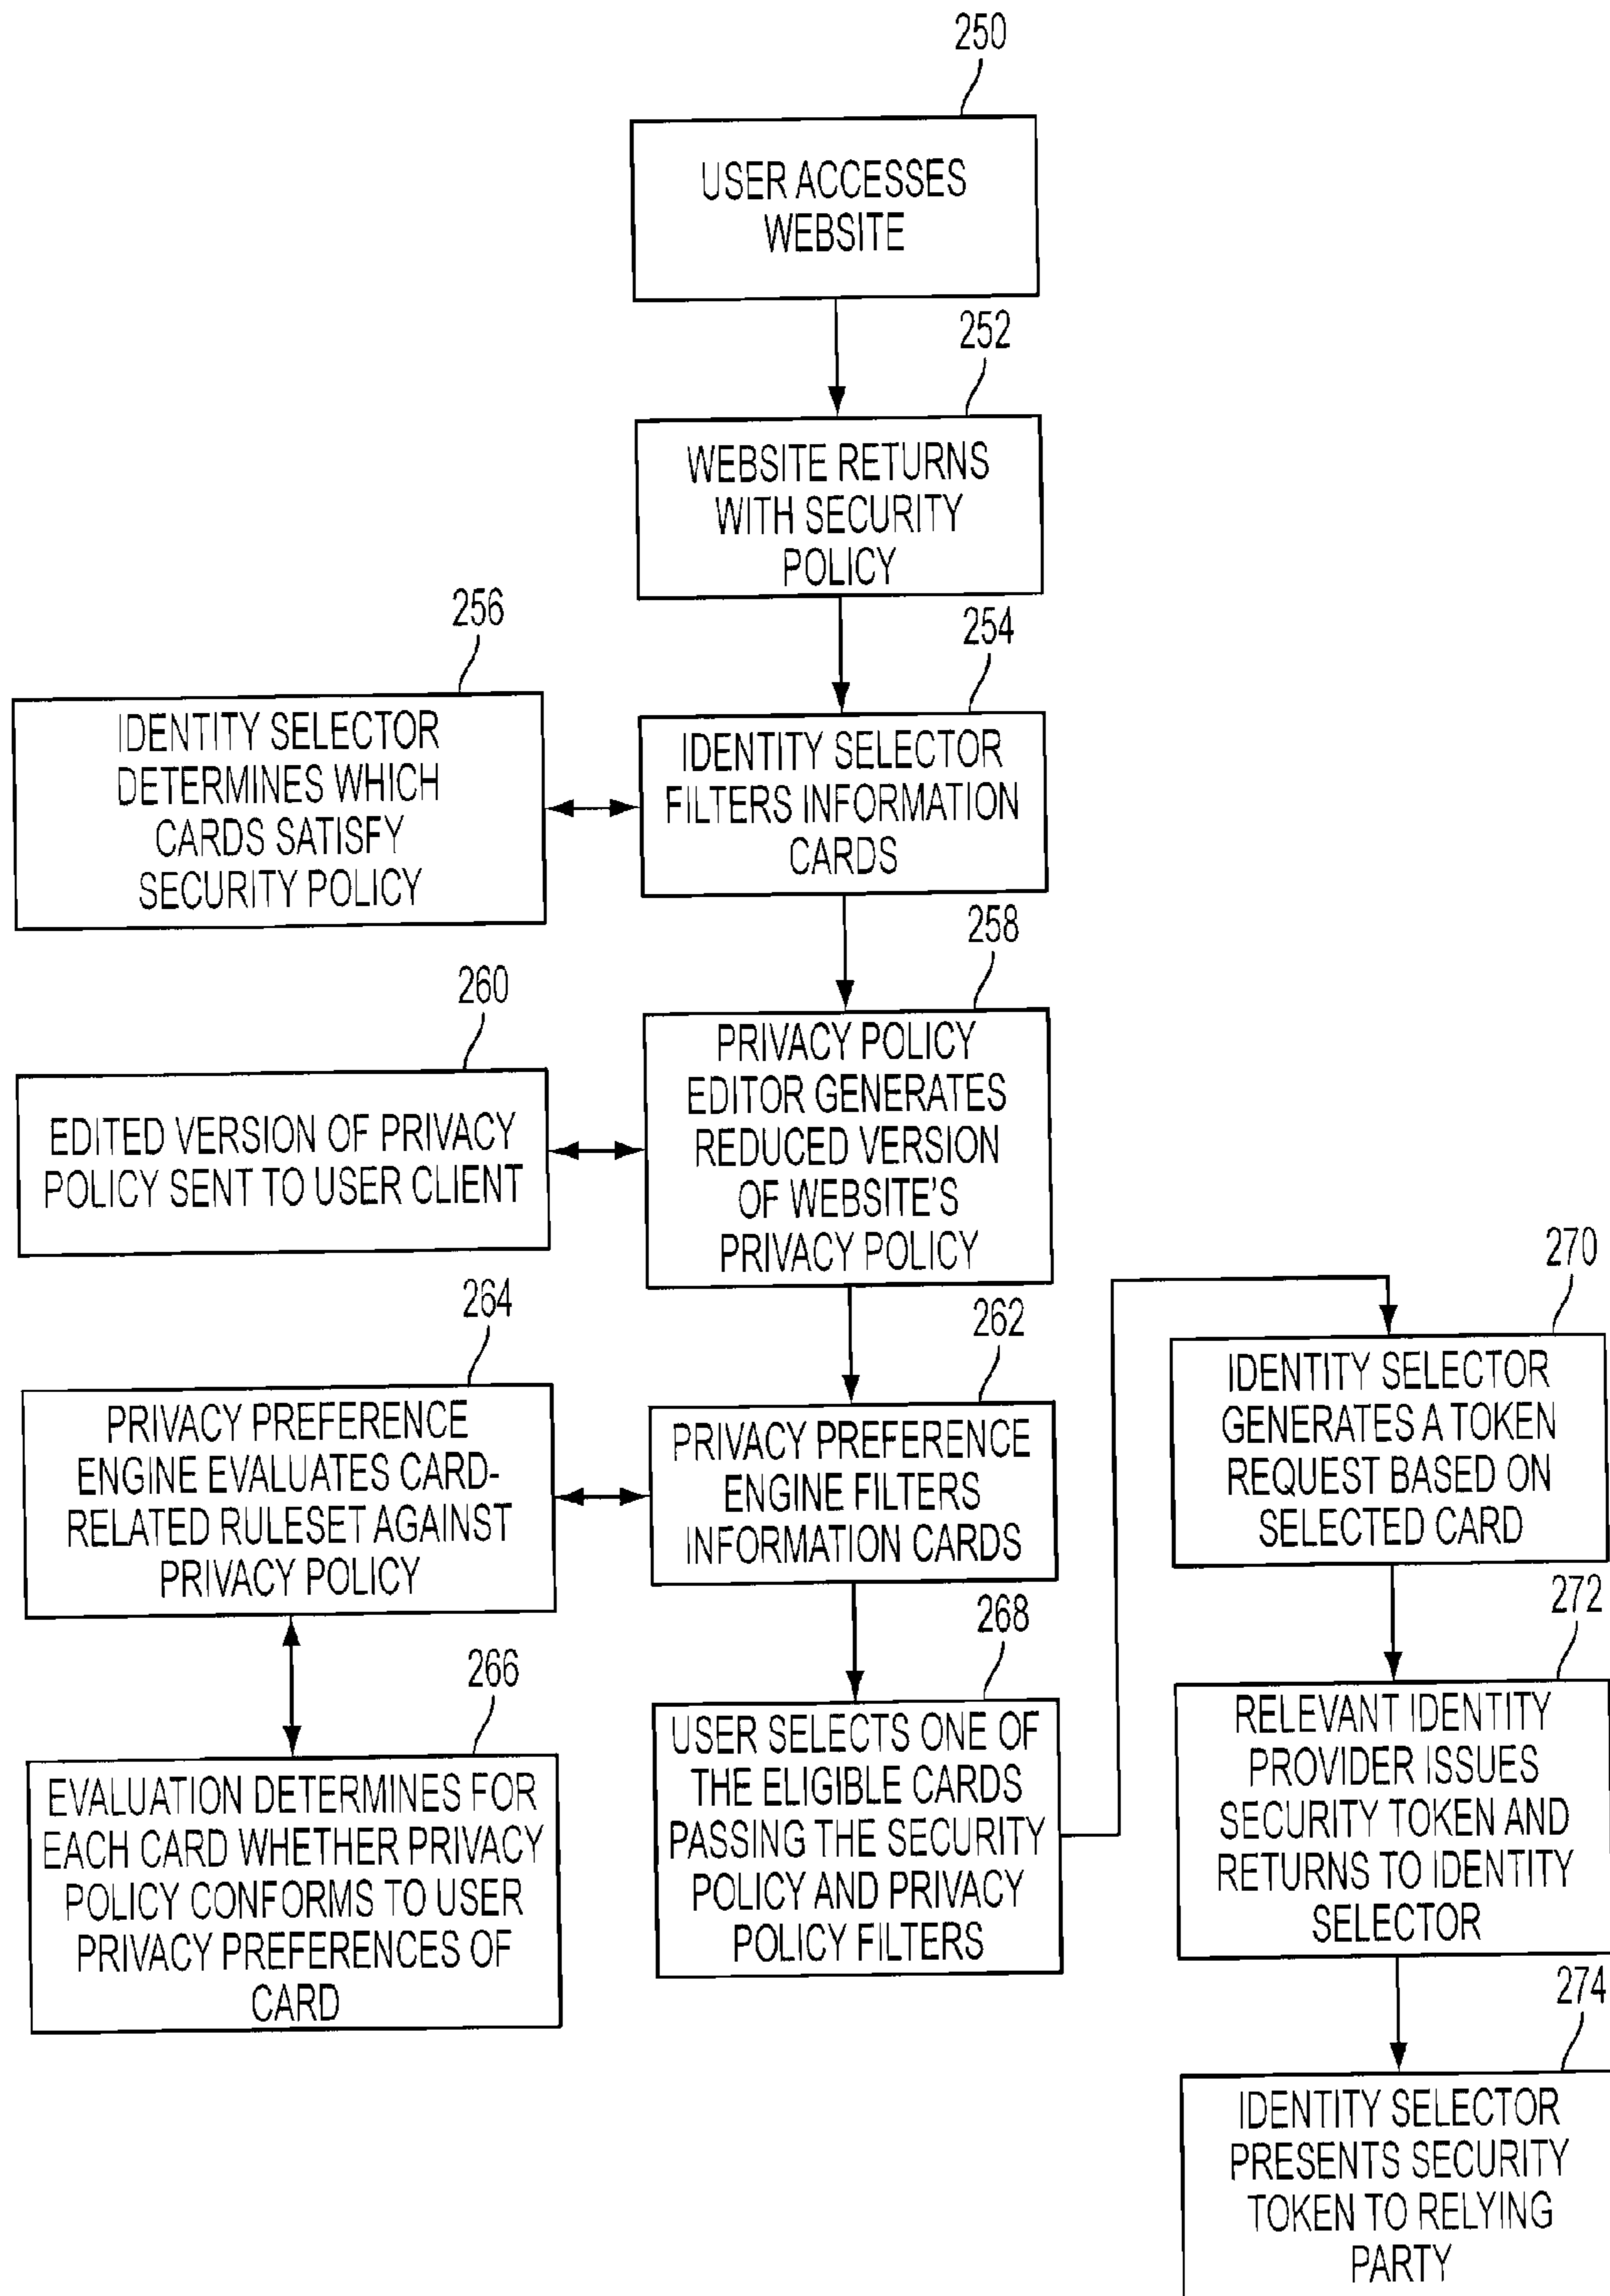 250
USER ACCESSES
WEBSITE
252
WEBSITE RETURNS
WITH SECURITY
POLICY
254
IDENTITY SELECTOR
FILTERS INFORMATION
CARDS
256
IDENTITY SELECTOR
DETERMINES WHICH
CARDS SATISFY
SECURITY POLICY
258
PRIVACY POLICY
EDITOR GENERATES
REDUCED VERSION
OF WEBSITE'S
PRIVACY POLICY
260
EDITED VERSION OF PRIVACY
POLICY SENT TO USER CLIENT
262
PRIVACY PREFERENCE
ENGINE FILTERS
INFORMATION CARDS
264
PRIVACY PREFERENCE
ENGINE EVALUATES CARD-
RELATED RULESET AGAINST
PRIVACY POLICY
266
EVALUATION DETERMINES FOR
EACH CARD WHETHER PRIVACY
POLICY CONFORMS TO USER
PRIVACY PREFERENCES OF
CARD
268
USER SELECTS ONE OF
THE ELIGIBLE CARDS
PASSING THE SECURITY
POLICY AND PRIVACY
POLICY FILTERS
270
IDENTITY SELECTOR
GENERATES A TOKEN
REQUEST BASED ON
SELECTED CARD
272
RELEVANT IDENTITY
PROVIDER ISSUES
SECURITY TOKEN AND
RETURNS TO IDENTITY
SELECTOR
274
IDENTITY SELECTOR
PRESENTS SECURITY
TOKEN TO RELYING
PARTY